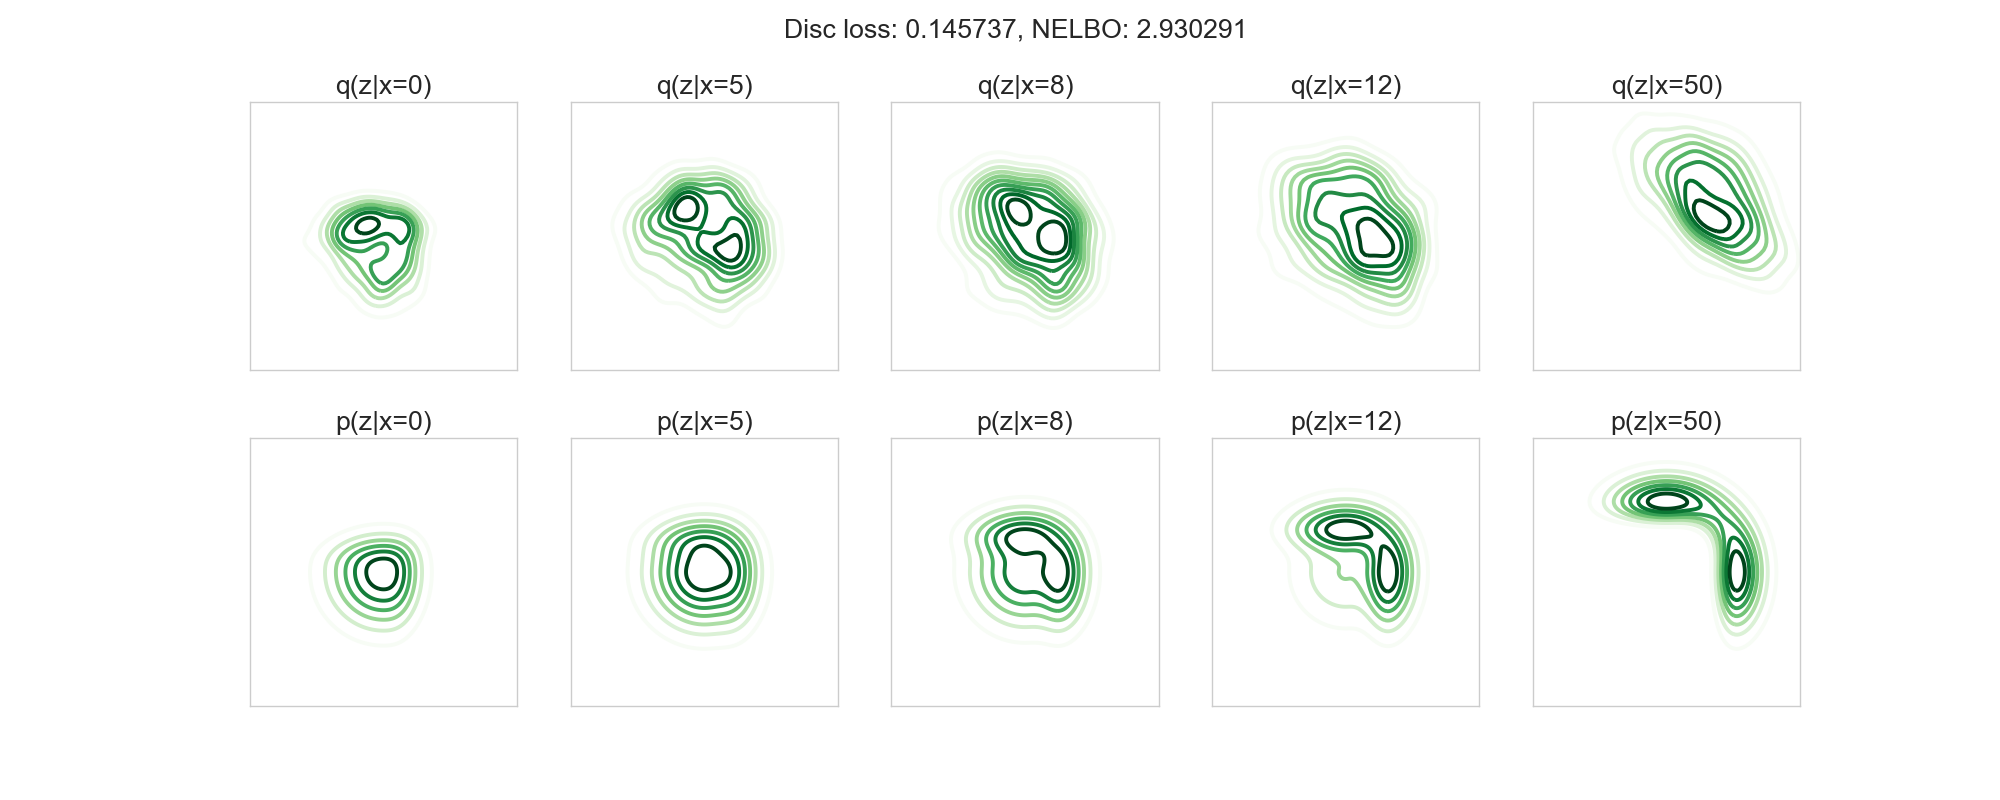 Disc loss: 0.145737, NELBO: 2.930291
q(z|x=0) q(z|x=5) q(z|x=8) q(z|x=12) q(z|x=50)
p(z|x=0) p(z|x=5) p(z|x=8) p(z|x=12) p(z|x=50)